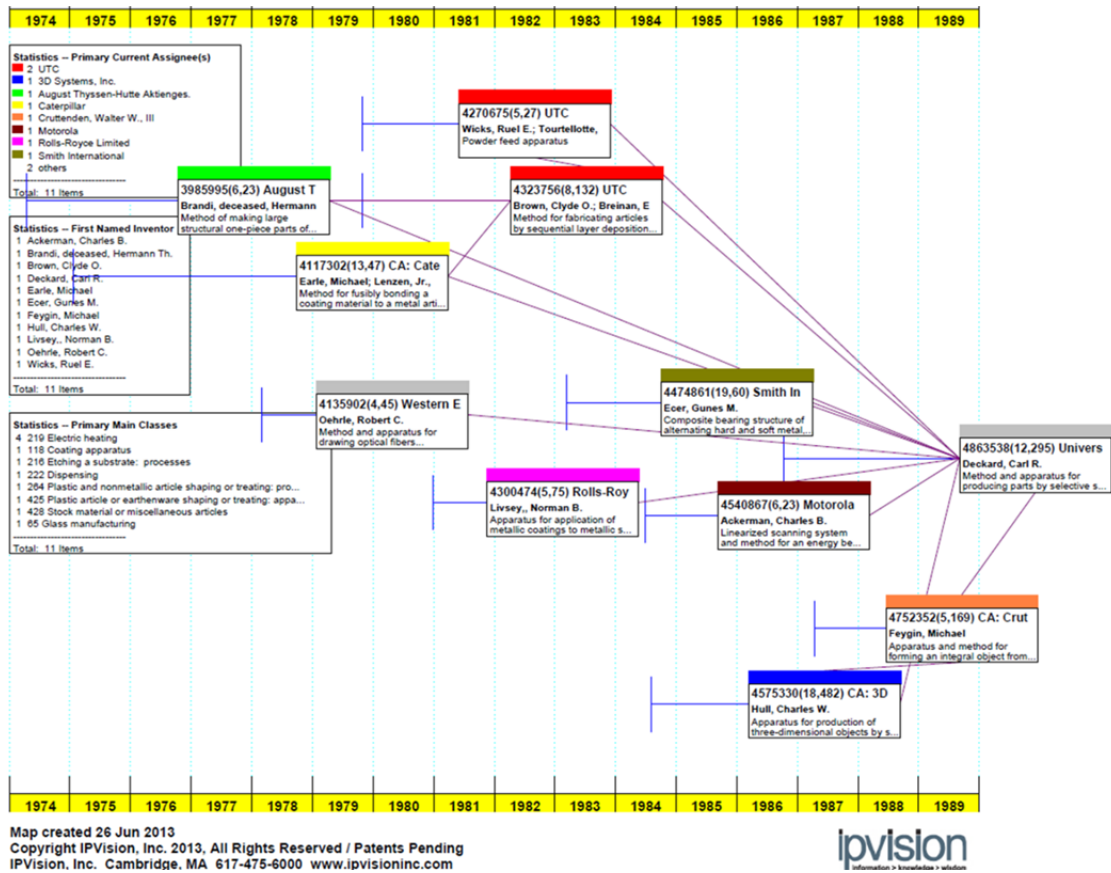 1974 1975 1976 1977 1978 1979 1980 1981 1982 1983 1984 1985 1986 1987 1988 1989
Statistics -- Primary Current Assignee(s)
2 UTC
1 3D Systems, Inc.
1 August Thyssen-Hutte Aktienges.
1 Caterpillar
1 Cruttenden, Walter W., III
1 Motorola
1 Rolls-Royce Limited
1 Smith International
2 others
Total: 11 Items
Statistics -- First Named Inventor
1 Ackerman, Charles B.
1 Brandi, deceased, Hermann Th.
1 Brown, Clyde O.
1 Deckard, Carl R.
1 Earle, Michael
1 Ecer, Gunes M.
1 Feygin, Michael
1 Hull, Charles W.
1 Livsey,, Norman B.
1 Oehrle, Robert C.
1 Wicks, Ruel E.
Total: 11 Items
Statistics -- Primary Main Classes
4 219 Electric heating
1 118 Coating apparatus
1 216 Etching a substrate: processes
1 222 Dispensing
1 264 Plastic and nonmetallic article shaping or treating: pro...
1 425 Plastic article or earthenware shaping or treating: appa...
1 428 Stock material or miscellaneous articles
1 65 Glass manufacturing
Total: 11 Items
4270675(5,27) UTC
Wicks, Ruel E.; Tourtellotte,
Powder feed apparatus
3985995(6,23) August T
Brandi, deceased, Hermann
Method of making large
structural one-piece parts of...
4323756(8,132) UTC
Brown, Clyde O.; Breinan, E
Method for fabricating articles
by sequential layer deposition...
4117302(13,47) CA: Cate
Earle, Michael; Lenzen, Jr.,
Method for fusibly bonding a
coating material to a metal arti...
4135902(4,45) Western E
Oehrle, Robert C.
Method and apparatus for
drawing optical fibers...
4474861(19,60) Smith In
Ecer, Gunes M.
Composite bearing structure of
alternating hard and soft metal,...
4863538(12,295) Univers
Deckard, Carl R.
Method and apparatus for
producing parts by selective s...
4300474(5,75) Rolls-Roy
Livsey,, Norman B.
Apparatus for application of
metallic coatings to metallic s...
4540867(6,23) Motorola
Ackerman, Charles B.
Linearized scanning system
and method for an energy be...
4752352(5,169) CA: Crut
Feygin, Michael
Apparatus and method for
forming an integral object from...
4575330(18,482) CA: 3D
Hull, Charles W.
Apparatus for production of
three-dimensional objects by s...
1974 1975 1976 1977 1978 1979 1980 1981 1982 1983 1984 1985 1986 1987 1988 1989
Map created 26 Jun 2013
Copyright IPVision, Inc. 2013, All Rights Reserved / Patents Pending
IPVision, Inc. Cambridge, MA 617-475-6000 www.ipvisioninc.com
ipvision
information > knowledge > wisdom